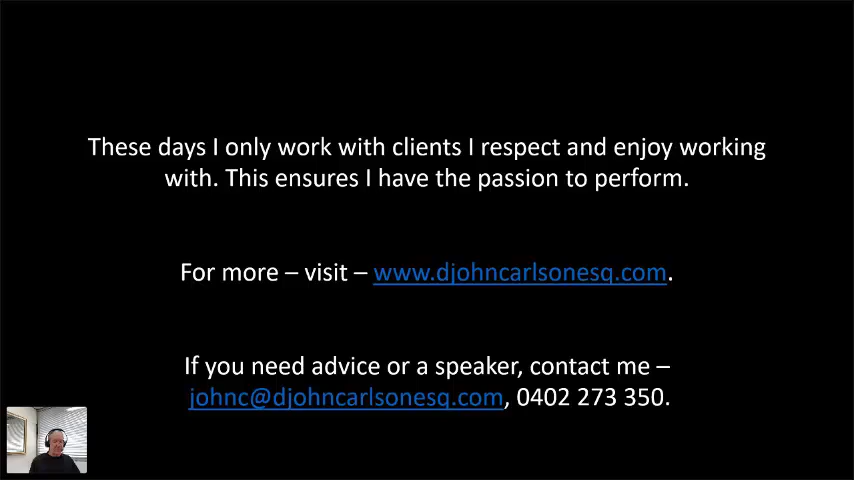 These days I only work with clients I respect and enjoy working
with. This ensures I have the passion to perform.
For more – visit – www.djohncarlsonesq.com.
If you need advice or a speaker, contact me –
johnc@djohncarlsonesq.com, 0402 273 350.